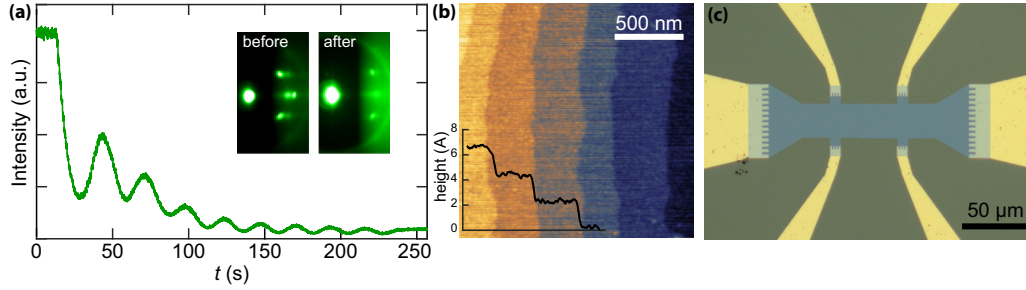 (a)
Intensity (a.u.)
before
after
0
50
100
150
200
250
t (s)
(b)
500 nm
height (A)
8
6
4
2
0
(c)
50 µm